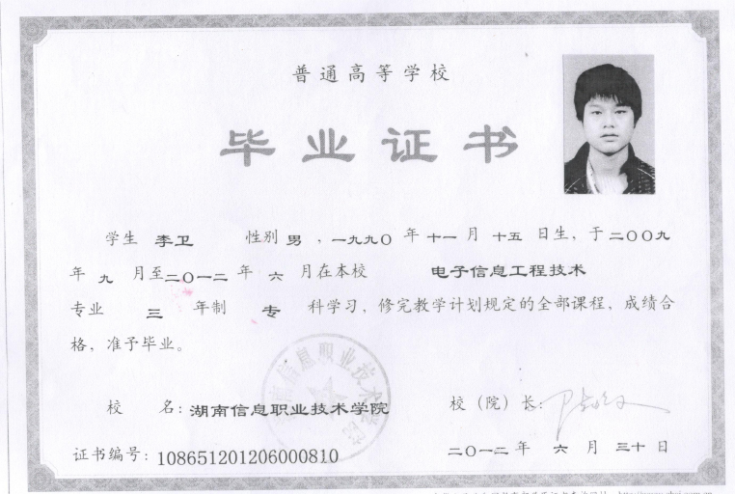 普通高等学校
毕业证书
学生 李卫 性别 男，一九九〇 年 十一 月 十五 日生，于 二〇〇九
年 九 月至 二〇一二 年 六 月在本校 电子信息工程技术
专业 三 年制 专 科学习，修完教学计划规定的全部课程，成绩合
格，准予毕业。
校 名：湖南信息职业技术学院 校（院）长：
证书编号：108651201206000810 二〇一二 年 六 月 三十 日